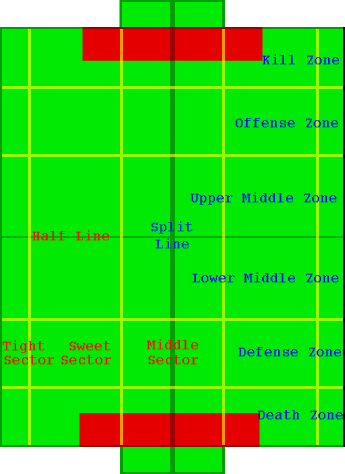 Kill Zone
Offense Zone
Upper Middle Zone
Split
Line
Half Line
Lower Middle Zone
Tight
Sector
Sweet
Sector
Middle
Sector
Defense Zone
Death Zone